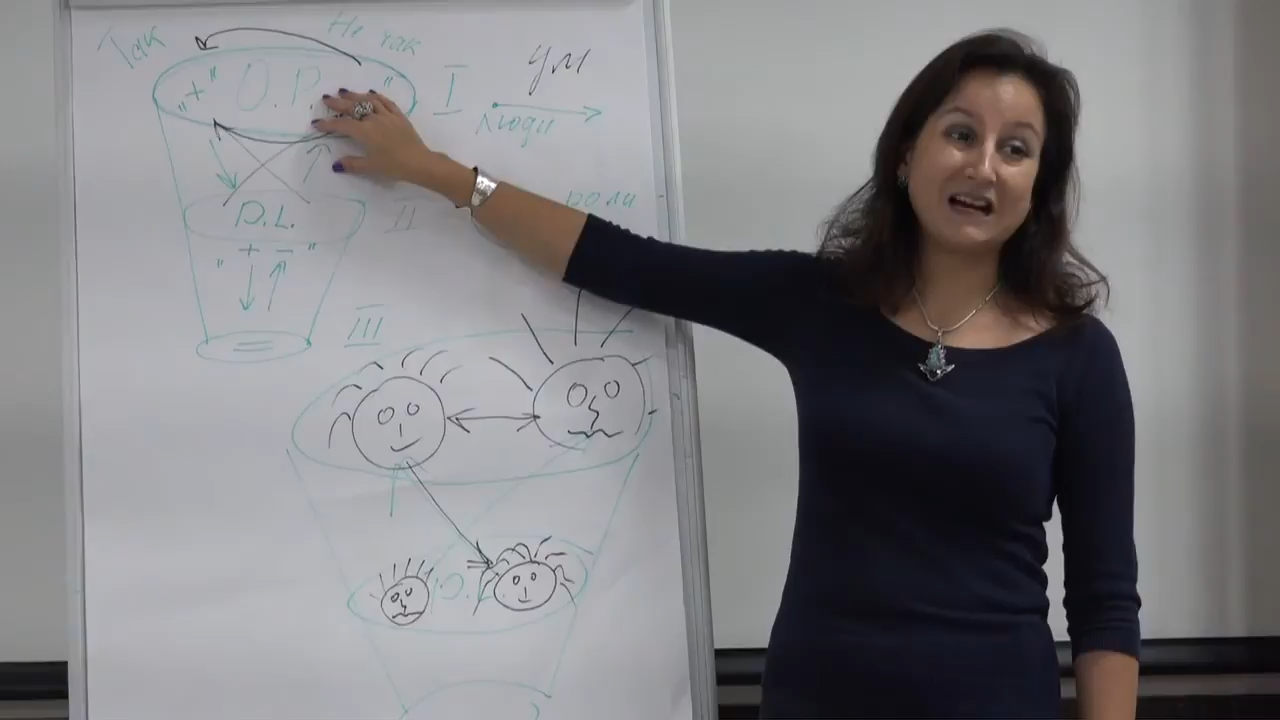 Так
Не так
"+" О.Р. "
I
ум
люди
роли
D.L.
II
" + − "
III